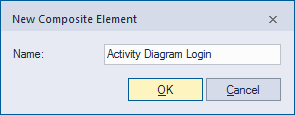 New Composite Element
Name: Activity Diagram Login
OK Cancel